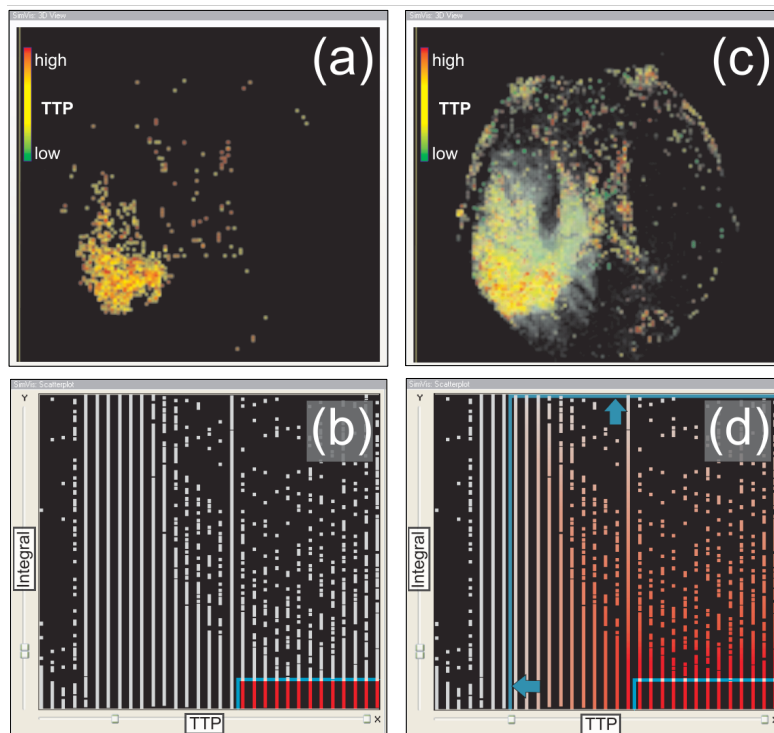 SimVis: 3D View
high
TTP
low
(a)
SimVis: 3D View
high
TTP
low
(c)
SimVis: Scatterplot
Y
Integral
(b)
TTP
X
SimVis: Scatterplot
Y
Integral
(d)
TTP